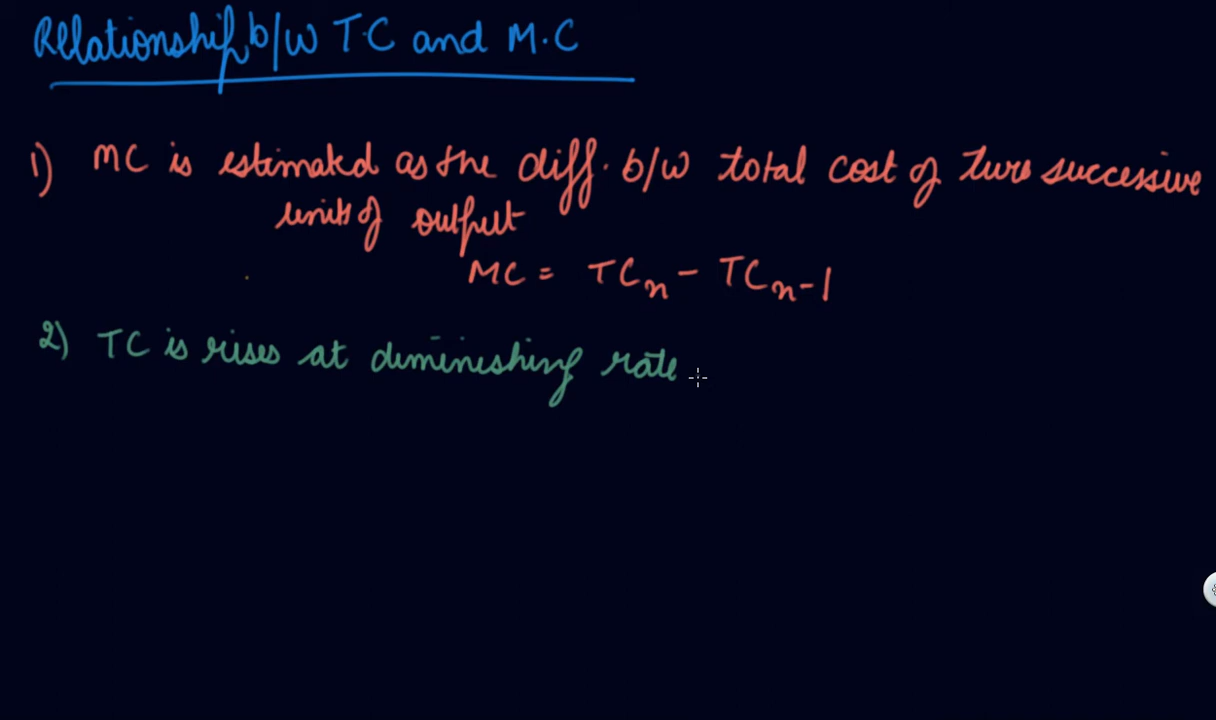 Relationship b/w T.C and M.C
1) MC is estimated as the diff. b/w total cost of two successive
units of output
MC = TCn - TCn-1
2) TC is rises at diminishing rate